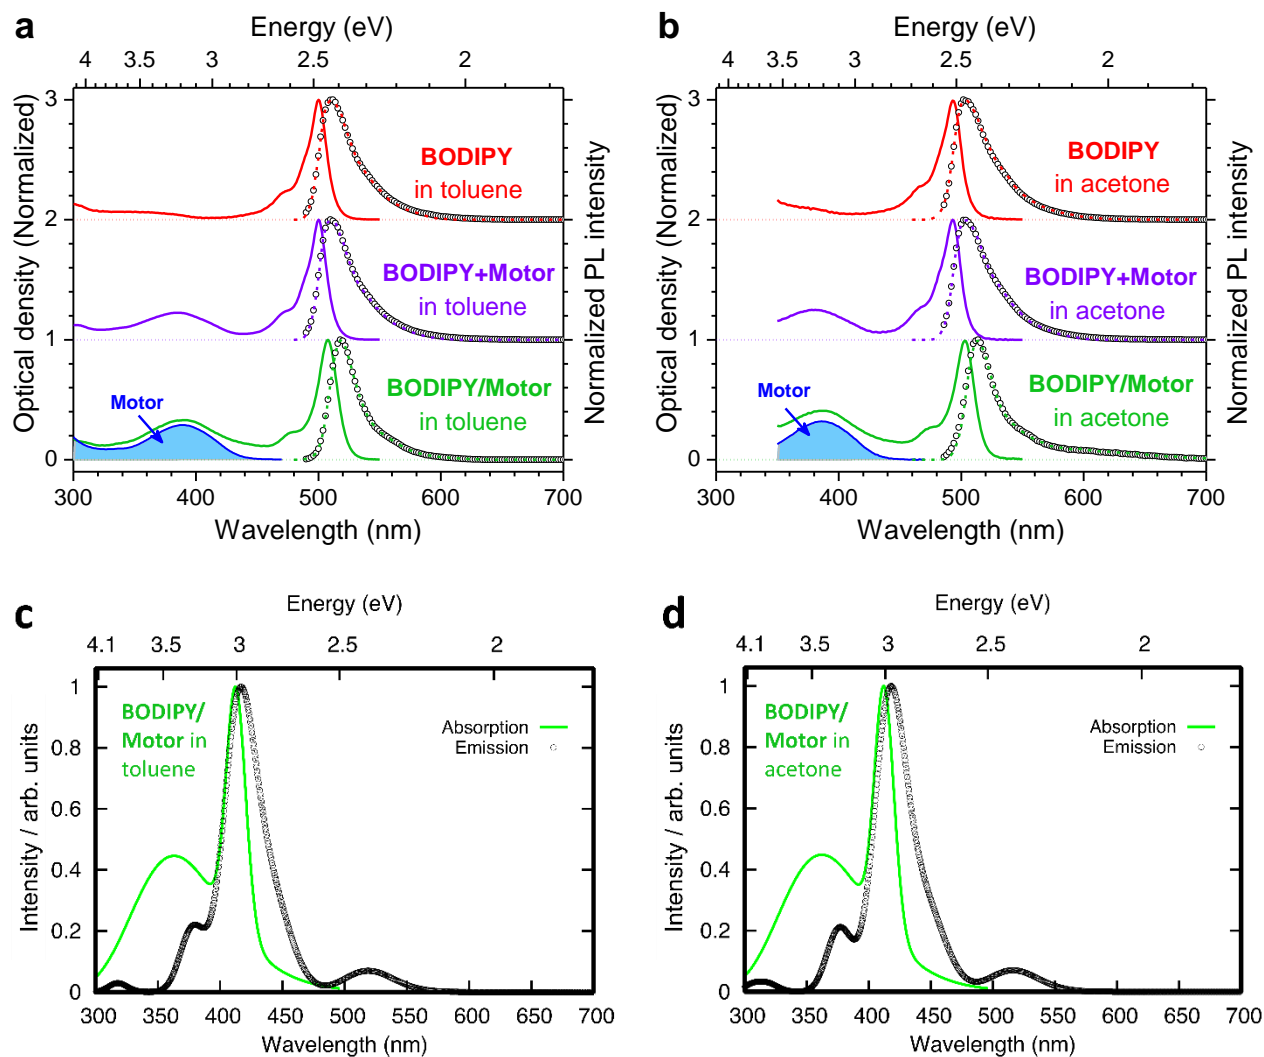 a
Energy (eV)
4 3.5 3 2.5 2
Optical density (Normalized)
3
2
1
0
BODIPY
in toluene
BODIPY+Motor
in toluene
BODIPY/Motor
in toluene
Motor
Normalized PL intensity
300 400 500 600 700
Wavelength (nm)
b
Energy (eV)
4 3.5 3 2.5 2
Optical density (Normalized)
3
2
1
0
BODIPY
in acetone
BODIPY+Motor
in acetone
BODIPY/Motor
in acetone
Motor
Normalized PL intensity
300 400 500 600 700
Wavelength (nm)
c
Energy (eV)
4.1 3.5 3 2.5 2
Intensity / arb. units
1
0.8
0.6
0.4
0.2
0
BODIPY/
Motor in
toluene
Absorption
Emission
300 350 400 450 500 550 600 650 700
Wavelength (nm)
d
Energy (eV)
4.1 3.5 3 2.5 2
Intensity / arb. units
1
0.8
0.6
0.4
0.2
0
BODIPY/
Motor in
acetone
Absorption
Emission
300 350 400 450 500 550 600 650 700
Wavelength (nm)